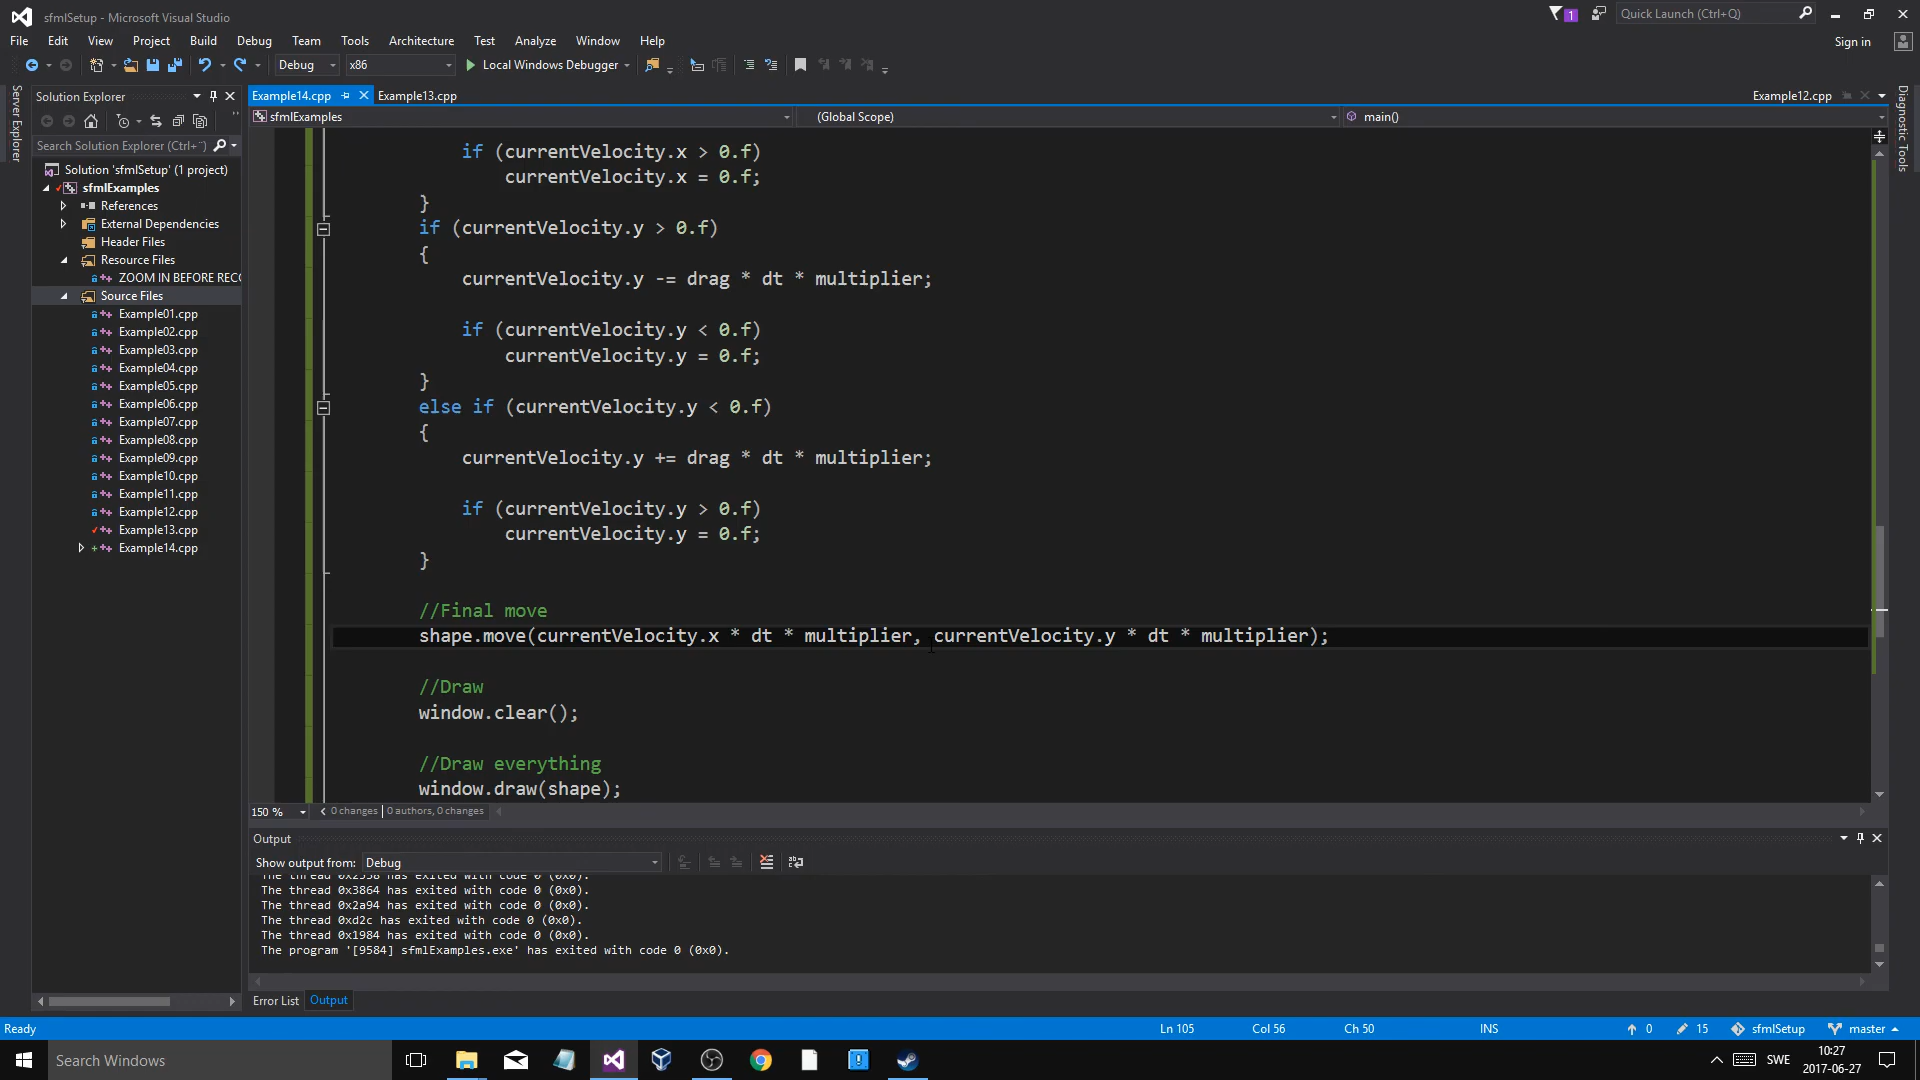 sfmlSetup - Microsoft Visual Studio
1
Quick Launch (Ctrl+Q)
File Edit View Project Build Debug Team Tools Architecture Test Analyze Window Help
Sign in
Debug x86 Local Windows Debugger
Server Explorer
Solution Explorer
Search Solution Explorer (Ctrl+¨)
Solution 'sfmlSetup' (1 project)
sfmlExamples
References
External Dependencies
Header Files
Resource Files
ZOOM IN BEFORE REC
Source Files
Example01.cpp
Example02.cpp
Example03.cpp
Example04.cpp
Example05.cpp
Example06.cpp
Example07.cpp
Example08.cpp
Example09.cpp
Example10.cpp
Example11.cpp
Example12.cpp
Example13.cpp
Example14.cpp
Example14.cpp Example13.cpp Example12.cpp
sfmlExamples (Global Scope) main()
Diagnostic Tools
if (currentVelocity.x > 0.f)
currentVelocity.x = 0.f;
}
if (currentVelocity.y > 0.f)
{
currentVelocity.y -= drag * dt * multiplier;
if (currentVelocity.y < 0.f)
currentVelocity.y = 0.f;
}
else if (currentVelocity.y < 0.f)
{
currentVelocity.y += drag * dt * multiplier;
if (currentVelocity.y > 0.f)
currentVelocity.y = 0.f;
}
//Final move
shape.move(currentVelocity.x * dt * multiplier, currentVelocity.y * dt * multiplier);
//Draw
window.clear();
//Draw everything
window.draw(shape);
150 % 0 changes | 0 authors, 0 changes
Output
Show output from: Debug
The thread 0x3864 has exited with code 0 (0x0).
The thread 0x2a94 has exited with code 0 (0x0).
The thread 0xd2c has exited with code 0 (0x0).
The thread 0x1984 has exited with code 0 (0x0).
The program '[9584] sfmlExamples.exe' has exited with code 0 (0x0).
Error List Output
Ready Ln 105 Col 56 Ch 50 INS 0 15 sfmlSetup master
Search Windows
SWE
10:27
2017-06-27